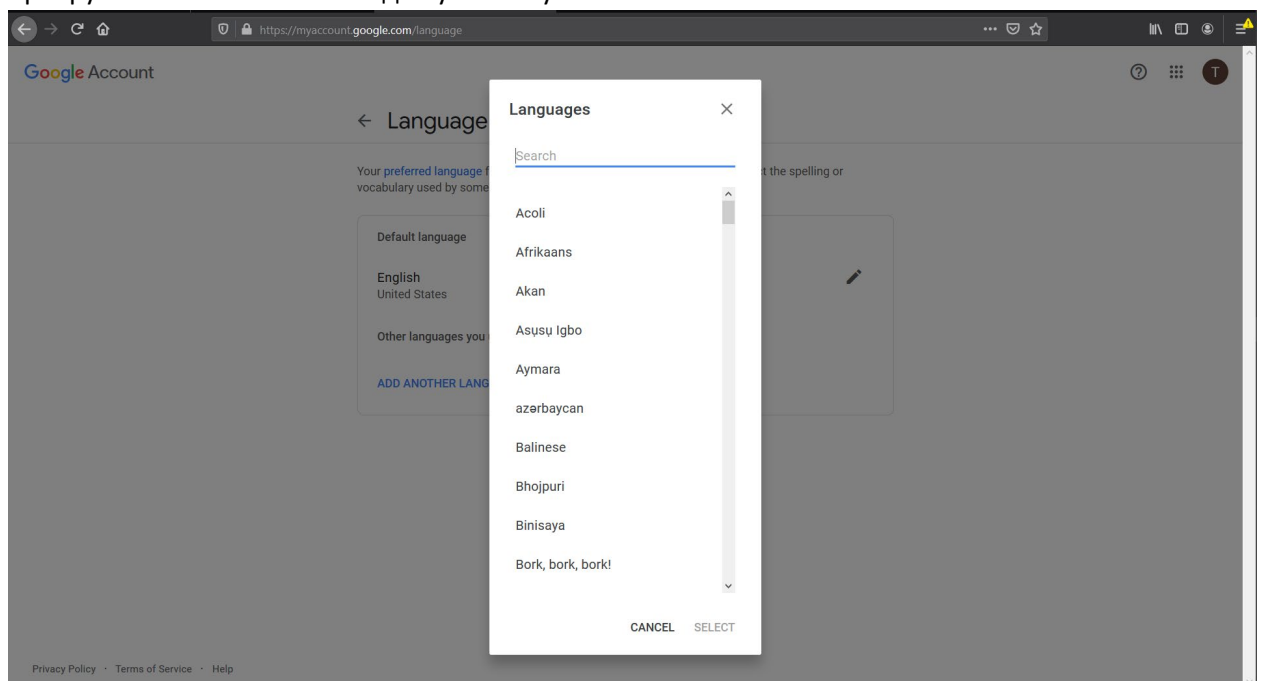 https://myaccount.google.com/language
Google Account
T
Language
Languages
Search
Your preferred language
t the spelling or
vocabulary used by some
Acoli
Default language
Afrikaans
English
United States
Akan
Other languages you
Asụsụ Igbo
Aymara
ADD ANOTHER LANG
azərbaycan
Balinese
Bhojpuri
Binisaya
Bork, bork, bork!
CANCEL SELECT
Privacy Policy · Terms of Service · Help